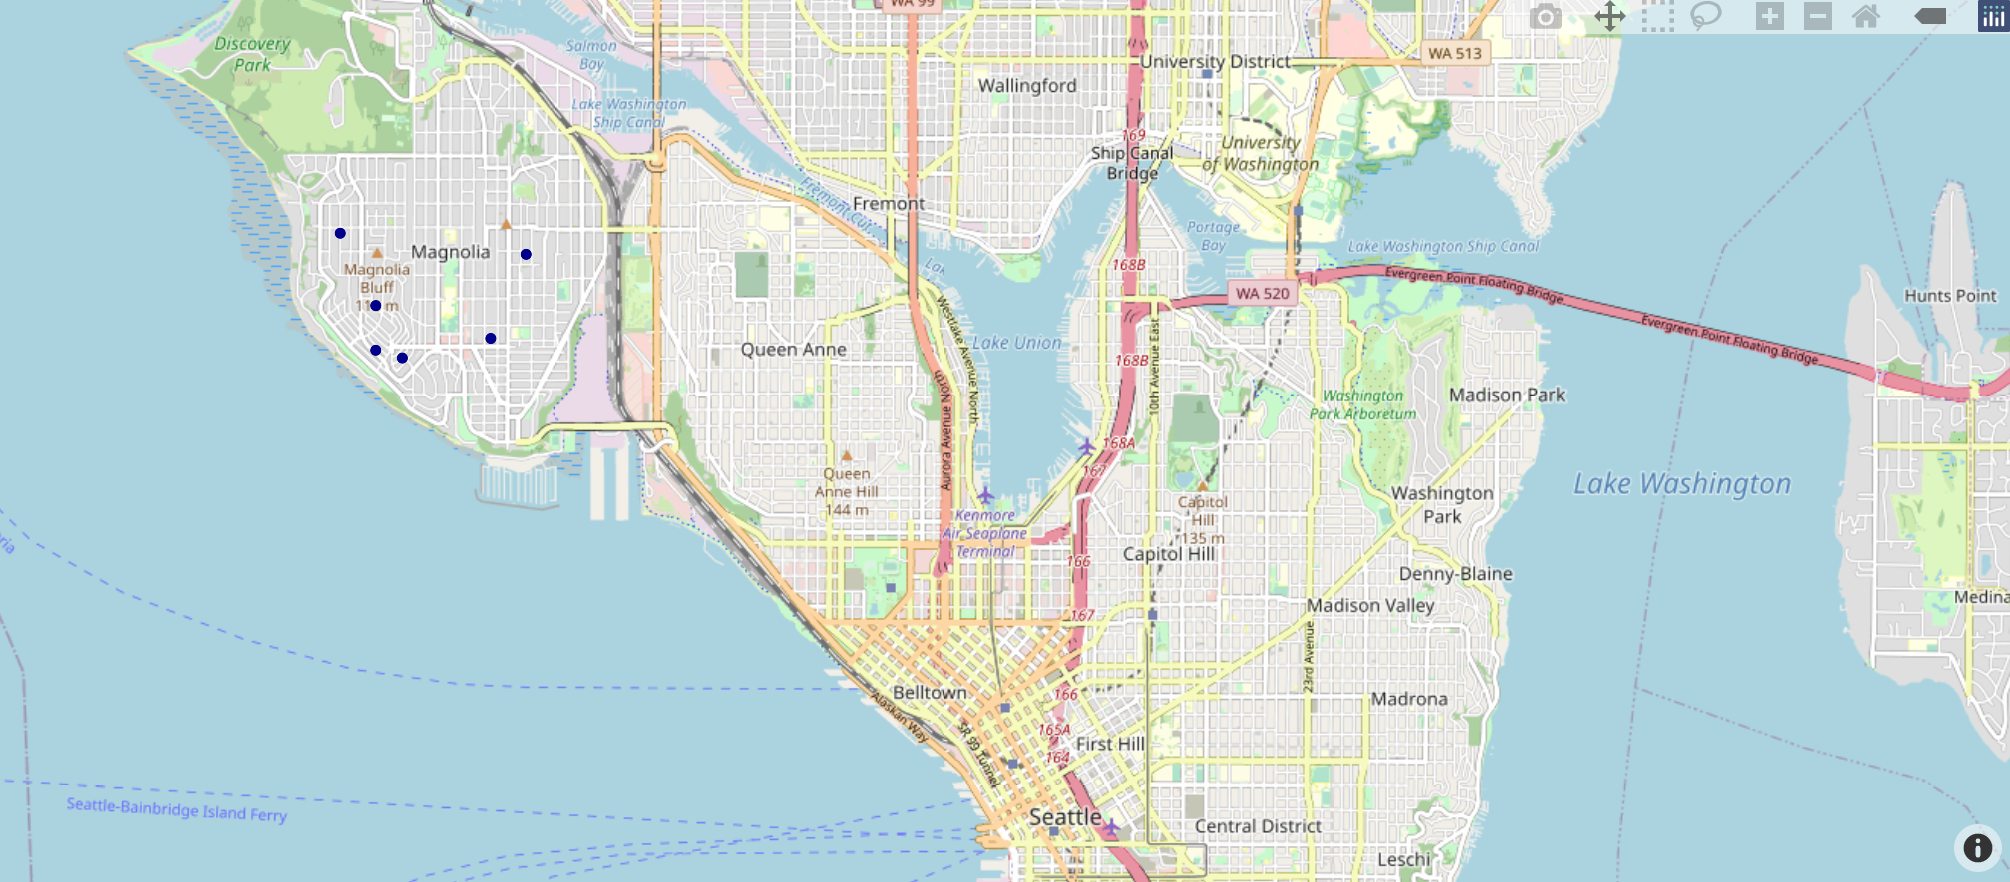 WA 99
Discovery
Park
Salmon
Bay
WA 513
University District
Wallingford
Lake Washington
Ship Canal
169
Ship Canal
Bridge
University
of Washington
Fremont Cut
Fremont
Portage
Bay
Lake Washington Ship Canal
Magnolia
Magnolia
Bluff
168B
Lak
Evergreen Point Floating Bridge
WA 520
Hunts Point
Evergreen Point Floating Bridge
Westlake Avenue North
Queen Anne
Lake Union
168B
10th Avenue East
Madison Park
Washington
Park Arboretum
Aurora Avenue North
168A
167
Queen
Anne Hill
144 m
Lake Washington
Washington
Park
Capitol
Hill
135 m
Kenmore
Air Seaplane
Terminal
Capitol Hill
166
Denny-Blaine
Medina
Madison Valley
167
23rd Avenue
Belltown
166
Madrona
Alaskan Way
SR 99 Tunnel
165A
First Hill
164
Seattle-Bainbridge Island Ferry
Seattle
Central District
Leschi